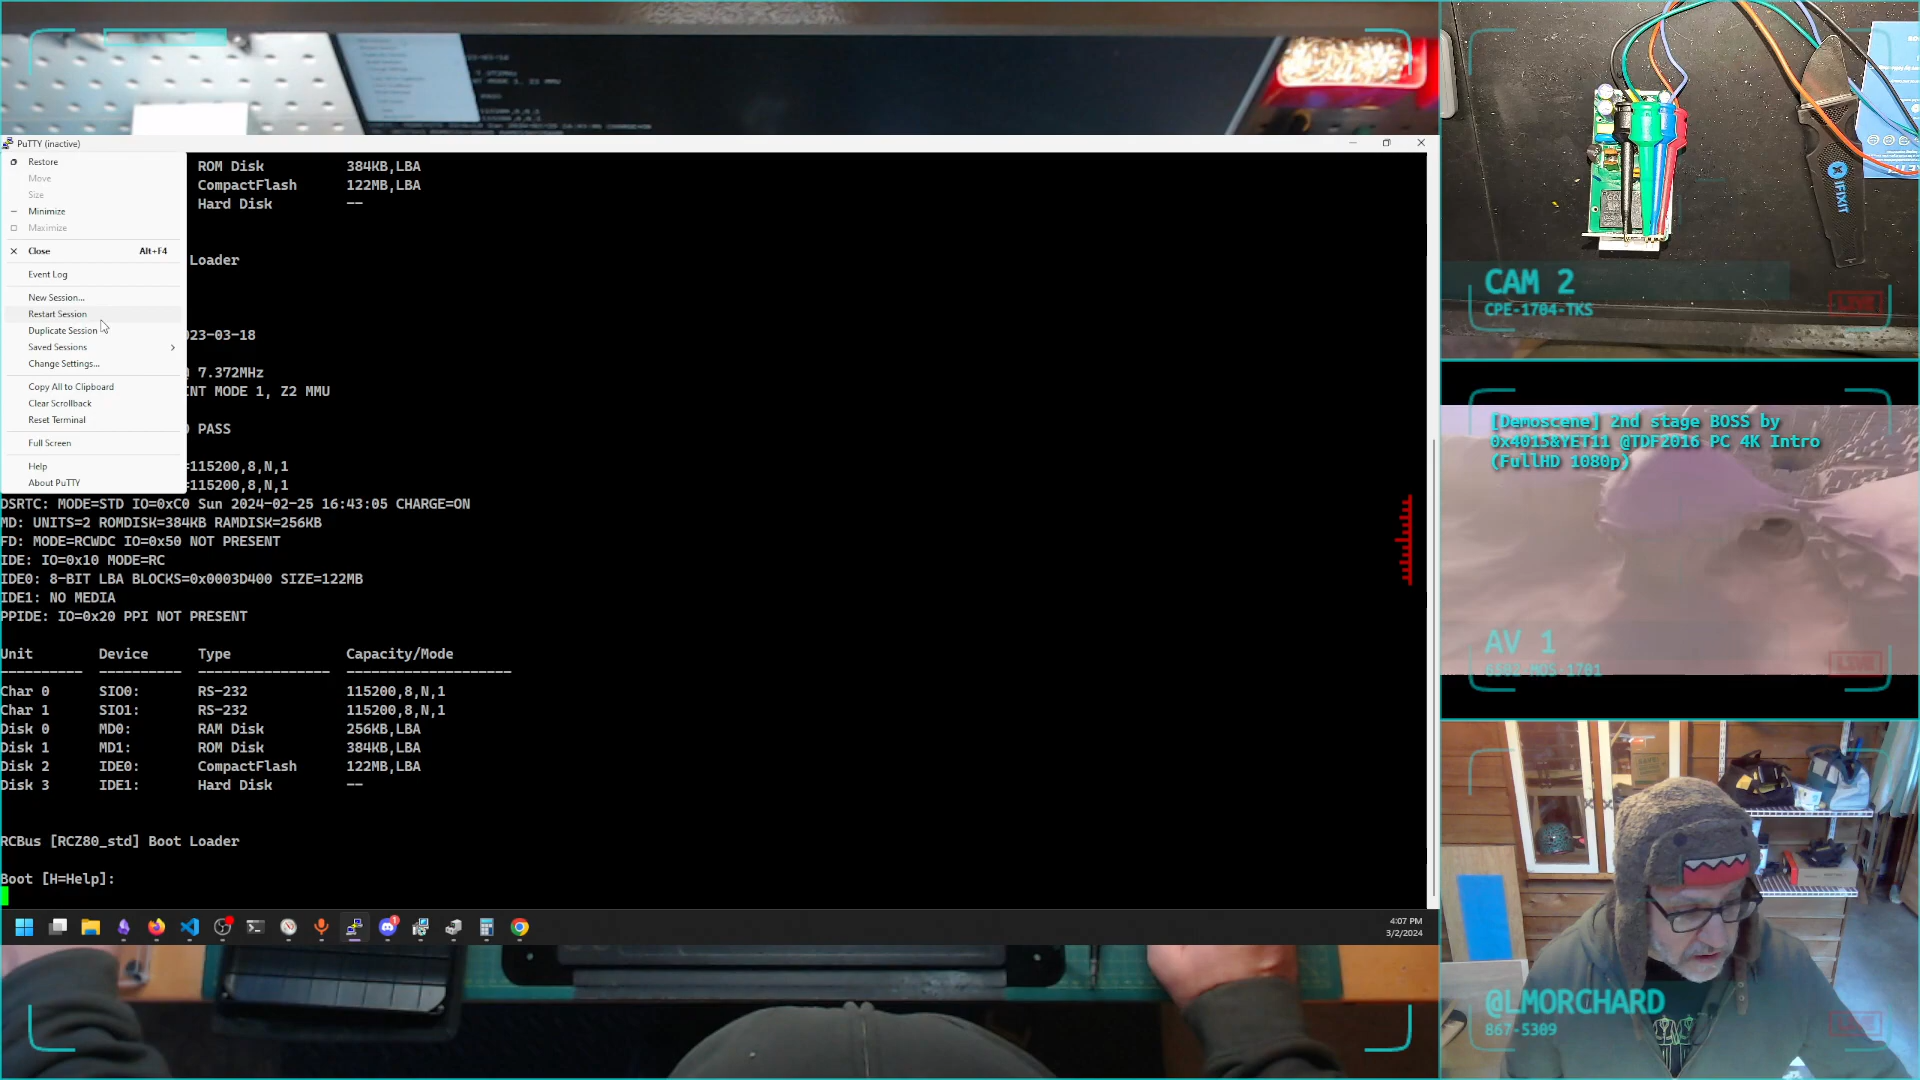 PuTTY (inactive)
Restore
Move
Size
Minimize
Maximize
Close Alt+F4
Event Log
New Session...
Restart Session
Duplicate Session
Saved Sessions
Change Settings...
Copy All to Clipboard
Clear Scrollback
Reset Terminal
Full Screen
Help
About PuTTY
ROM Disk 384KB,LBA
CompactFlash 122MB,LBA
Hard Disk --
Loader
23-03-18
7.372MHz
INT MODE 1, Z2 MMU
PASS
=115200,8,N,1
=115200,8,N,1
DSRTC: MODE=STD IO=0xC0 Sun 2024-02-25 16:43:05 CHARGE=ON
MD: UNITS=2 ROMDISK=384KB RAMDISK=256KB
FD: MODE=RCWDC IO=0x50 NOT PRESENT
IDE: IO=0x10 MODE=RC
IDE0: 8-BIT LBA BLOCKS=0x0003D400 SIZE=122MB
IDE1: NO MEDIA
PPIDE: IO=0x20 PPI NOT PRESENT
Unit Device Type Capacity/Mode
---------- ---------- ---------------- --------------------
Char 0 SIO0: RS-232 115200,8,N,1
Char 1 SIO1: RS-232 115200,8,N,1
Disk 0 MD0: RAM Disk 256KB,LBA
Disk 1 MD1: ROM Disk 384KB,LBA
Disk 2 IDE0: CompactFlash 122MB,LBA
Disk 3 IDE1: Hard Disk --
RCBus [RCZ80_std] Boot Loader
Boot [H=Help]:
4:07 PM
3/2/2024
IFIXIT
CAM 2
CPE-1704-TKS
LIVE
[Demoscene] 2nd stage BOSS by
0x4015&YET11 @TDF2016 PC 4K Intro
(FullHD 1080p)
AV 1
6502-MOS-1701
LIVE
@LMORCHARD
867-5309